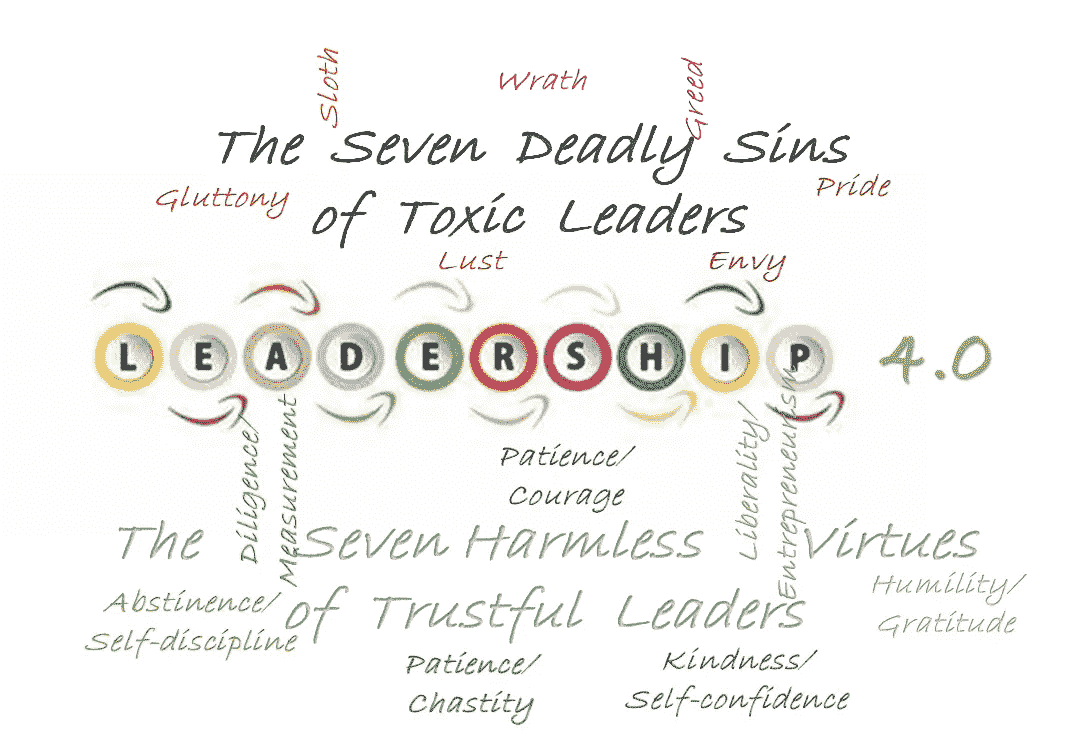 Sloth
Wrath
Greed
The Seven Deadly Sins
Gluttony
Pride
of Toxic Leaders
Lust
Envy
LEADERSHIP 4.0
Diligence/
Measurement
Patience/
Courage
Liberality/
Entrepreneurism
The Seven Harmless Virtues
Abstinence/
Self-discipline
of Trustful Leaders
Humility/
Gratitude
Patience/
Chastity
Kindness/
Self-confidence